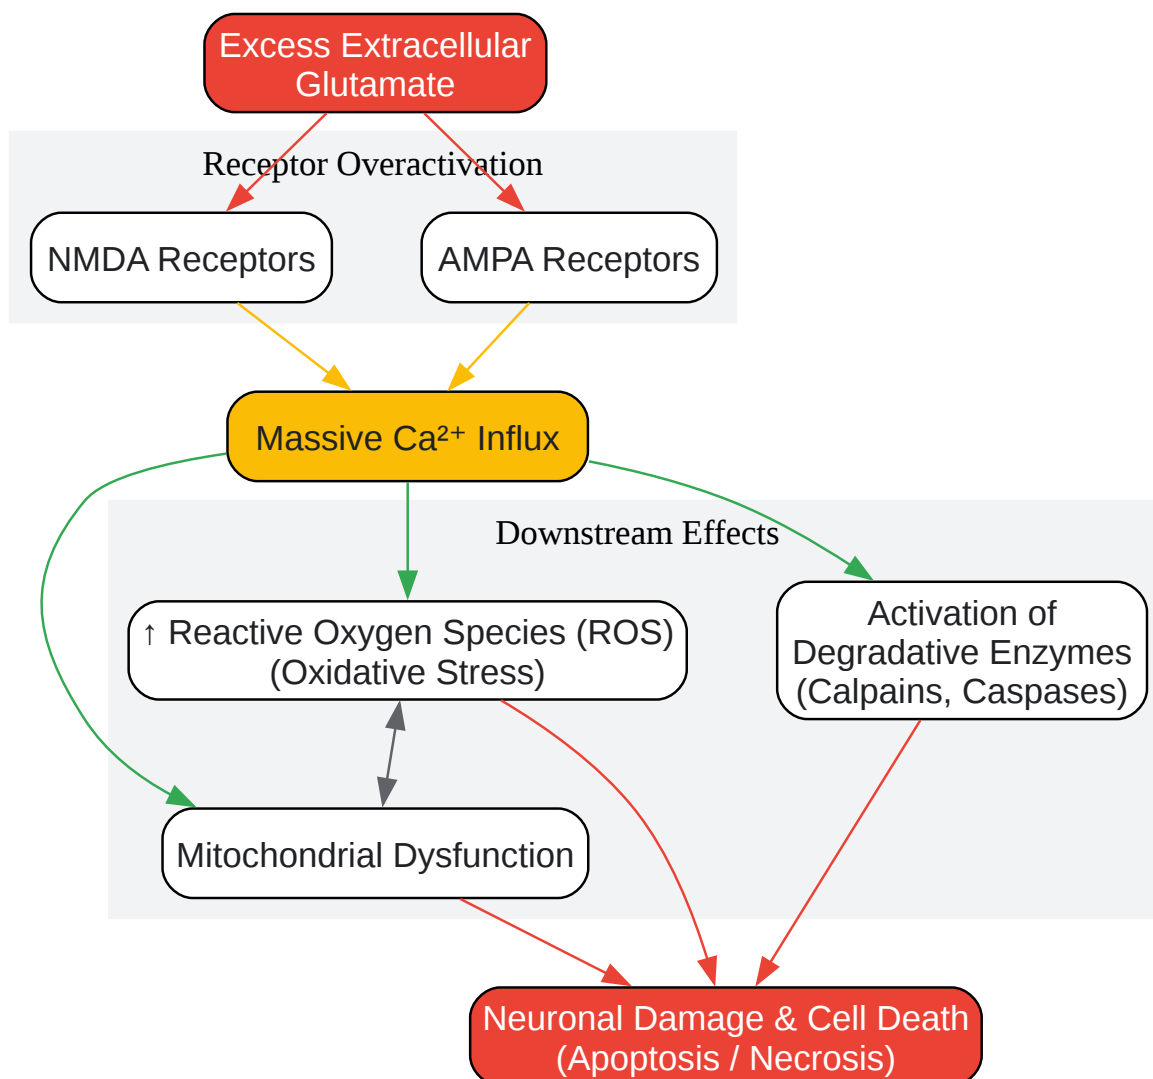 Excess Extracellular
Glutamate
Receptor Overactivation
NMDA Receptors
AMPA Receptors
Massive Ca²⁺ Influx
Downstream Effects
↑ Reactive Oxygen Species (ROS)
(Oxidative Stress)
Activation of
Degradative Enzymes
(Calpains, Caspases)
Mitochondrial Dysfunction
Neuronal Damage & Cell Death
(Apoptosis / Necrosis)